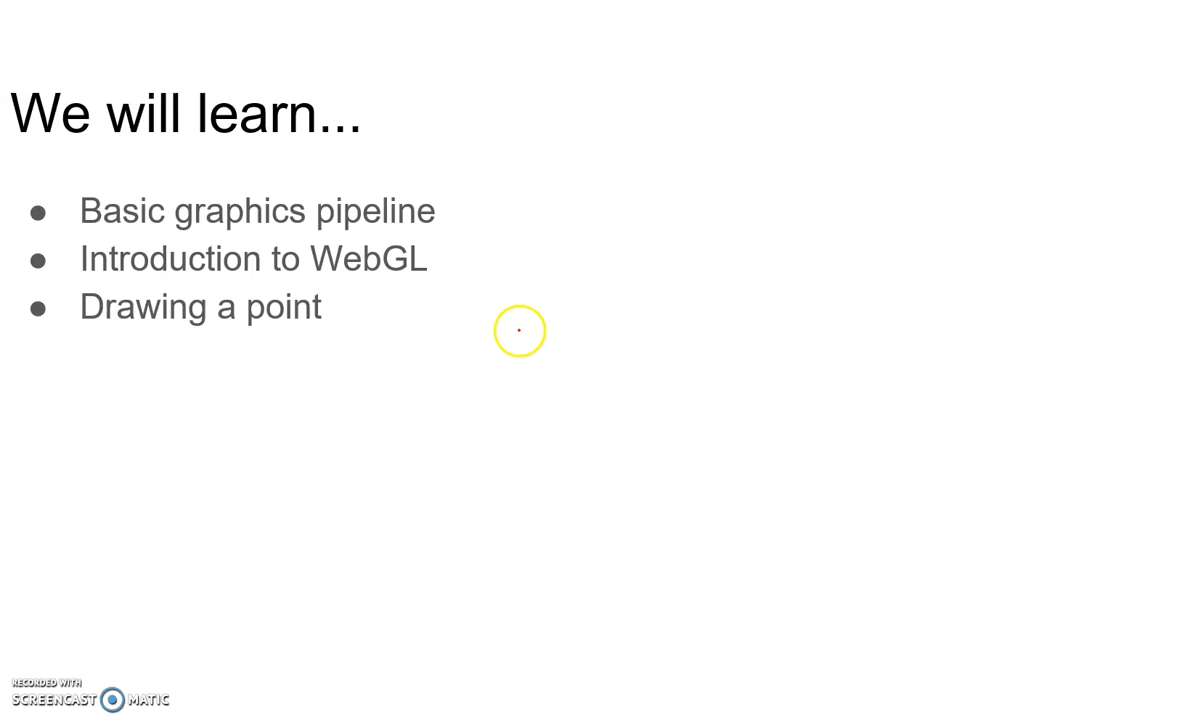 We will learn...
● Basic graphics pipeline
● Introduction to WebGL
● Drawing a point
RECORDED WITH
SCREENCAST MATIC